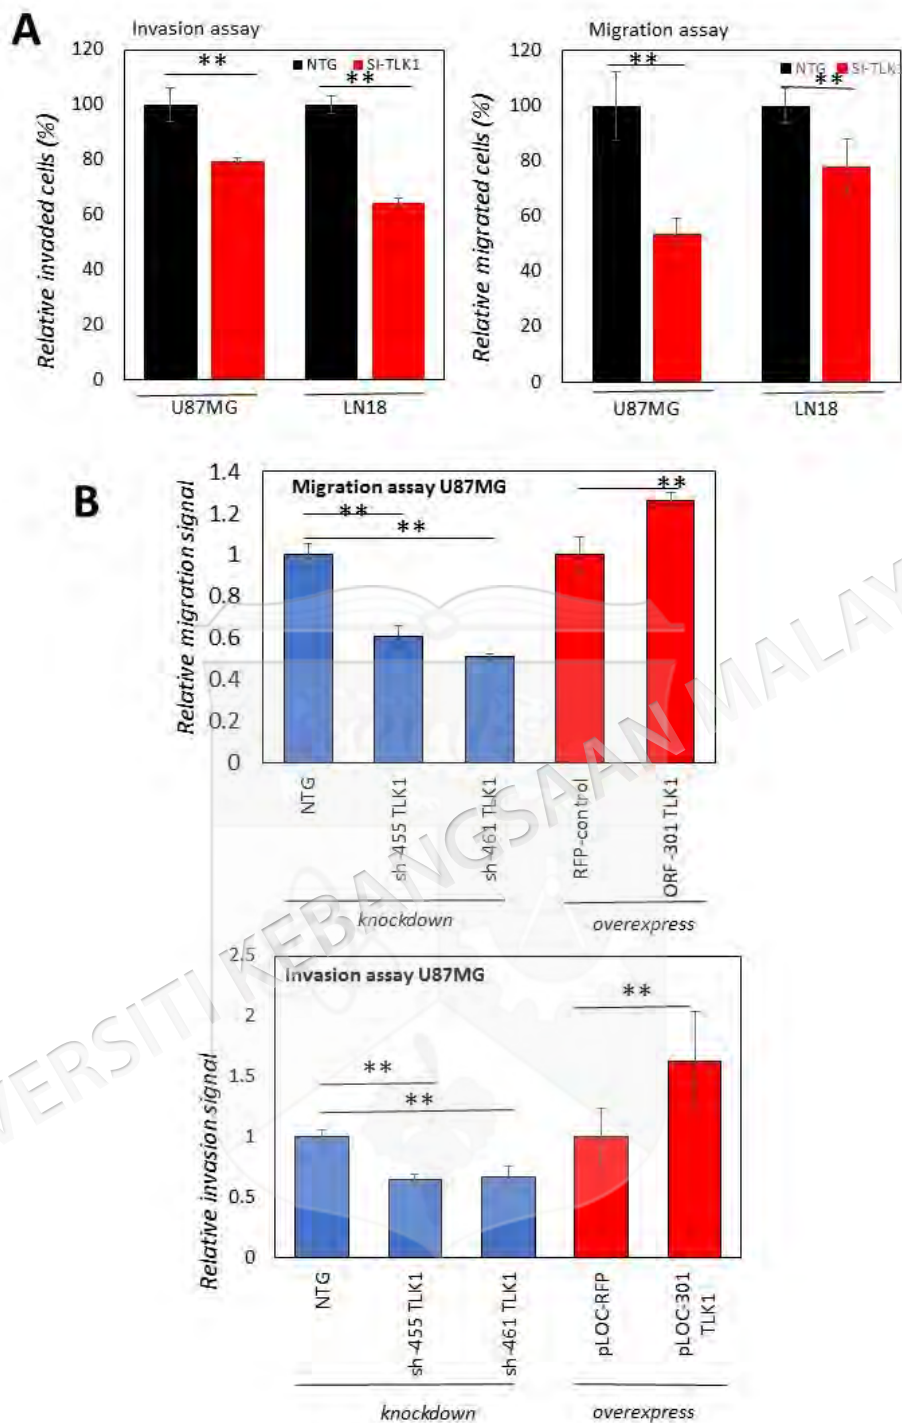 A
Invasion assay
120
100
80
60
40
20
0
Relative invaded cells (%)
■ NTG ■ SI-TLK1
**
**
U87MG
LN18
Migration assay
120
100
80
60
40
20
0
Relative migrated cells (%)
NTG SI-TLK1
**
**
U87MG
LN18
B
Migration assay U87MG
1.4
1.2
1
0.8
0.6
0.4
0.2
0
Relative migration signal
**
**
**
NTG
sh-455 TLK1
sh-461 TLK1
RFP-control
ORF-301 TLK1
knockdown
overexpress
Invasion assay U87MG
2.5
2
1.5
1
0.5
0
Relative invasion signal
**
**
**
NTG
sh-455 TLK1
sh-461 TLK1
pLOC-RFP
pLOC-301
TLK1
knockdown
overexpress
VERSITI KEBANGSAAN MALAY